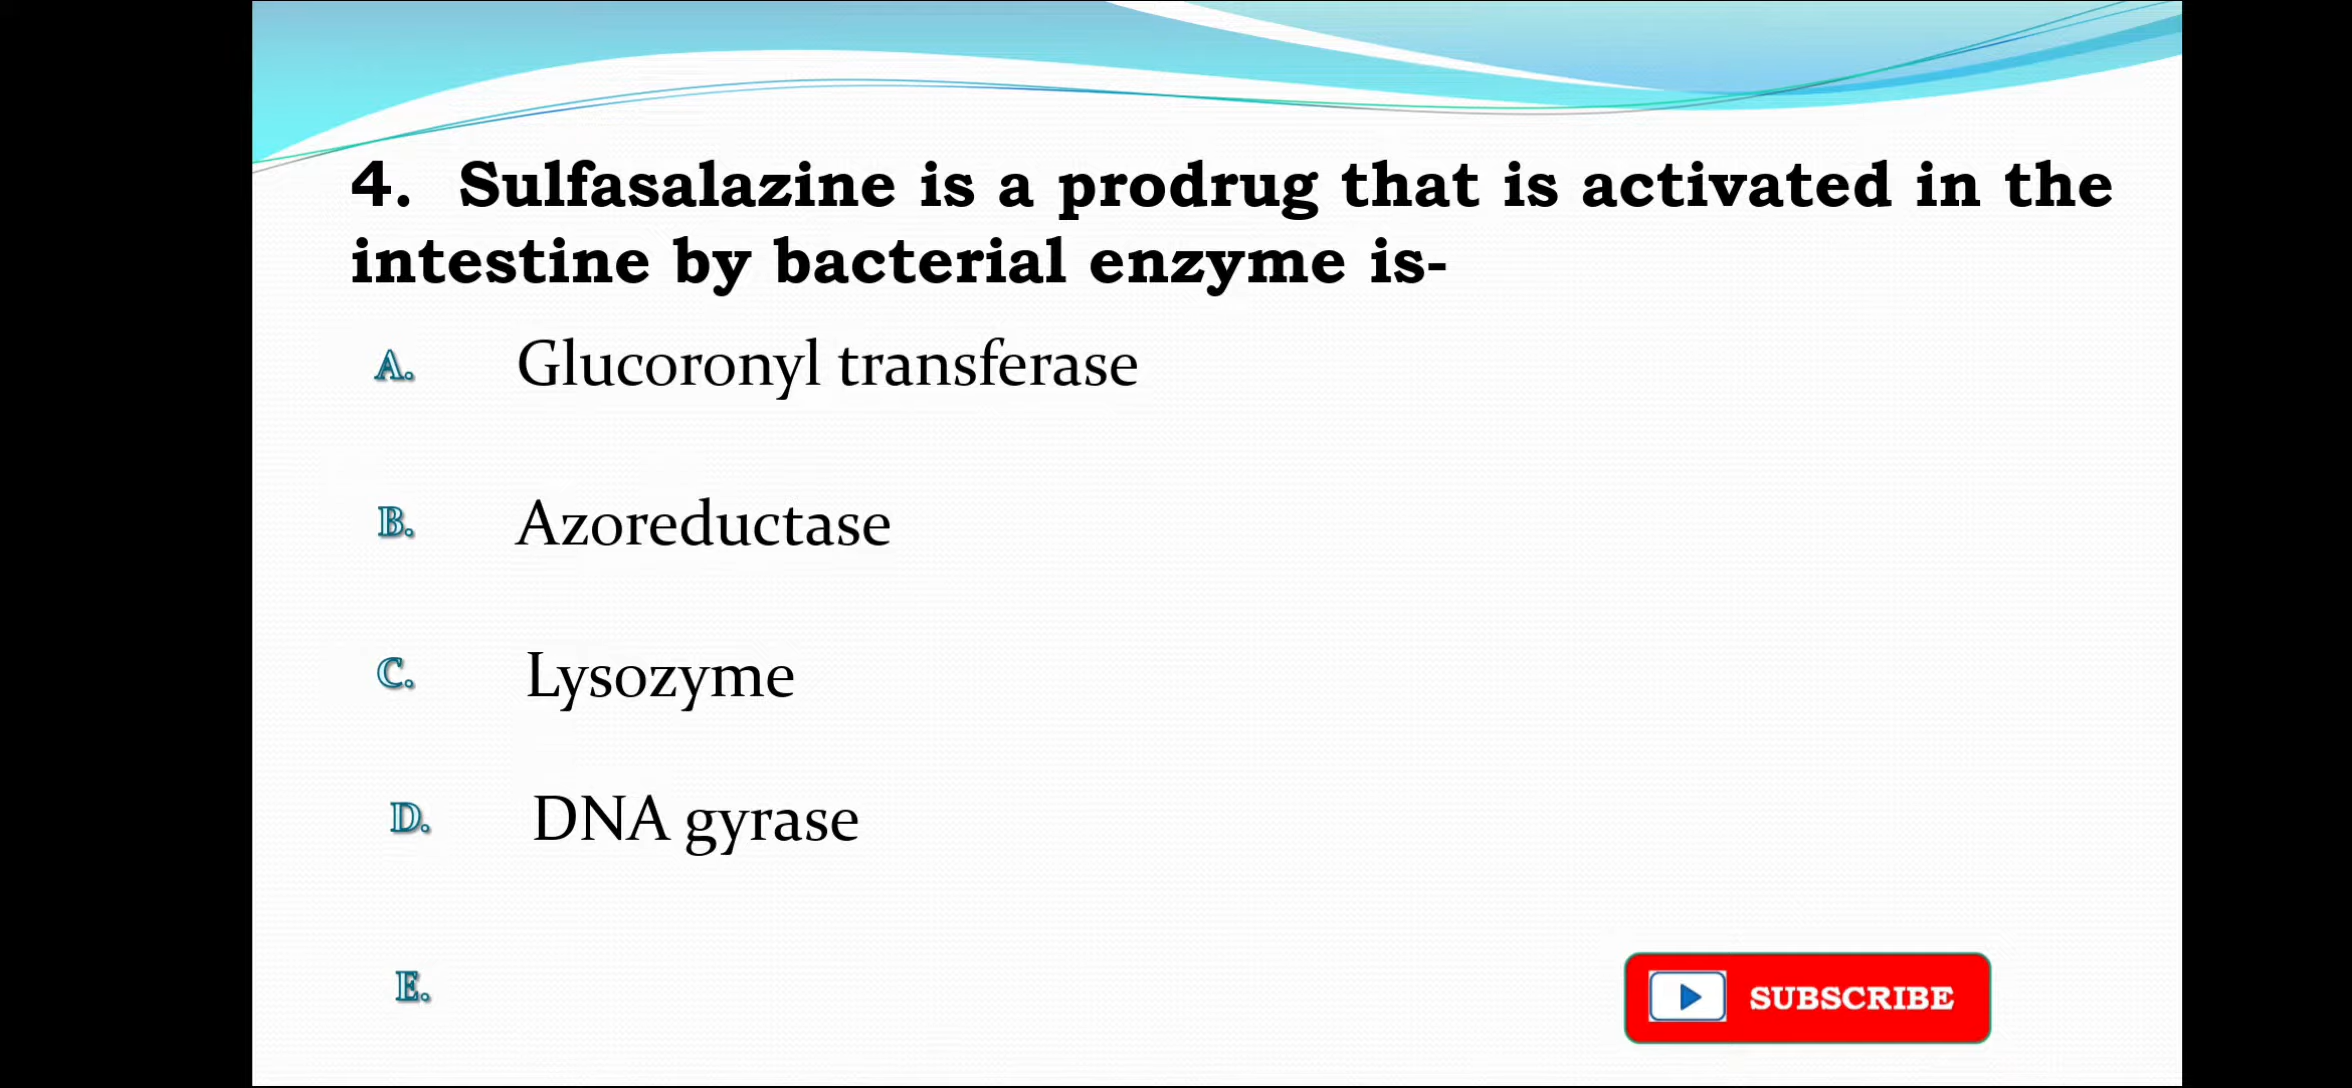 4. Sulfasalazine is a prodrug that is activated in the
intestine by bacterial enzyme is-
A. Glucoronyl transferase
B. Azoreductase
C. Lysozyme
D. DNA gyrase
E.
SUBSCRIBE